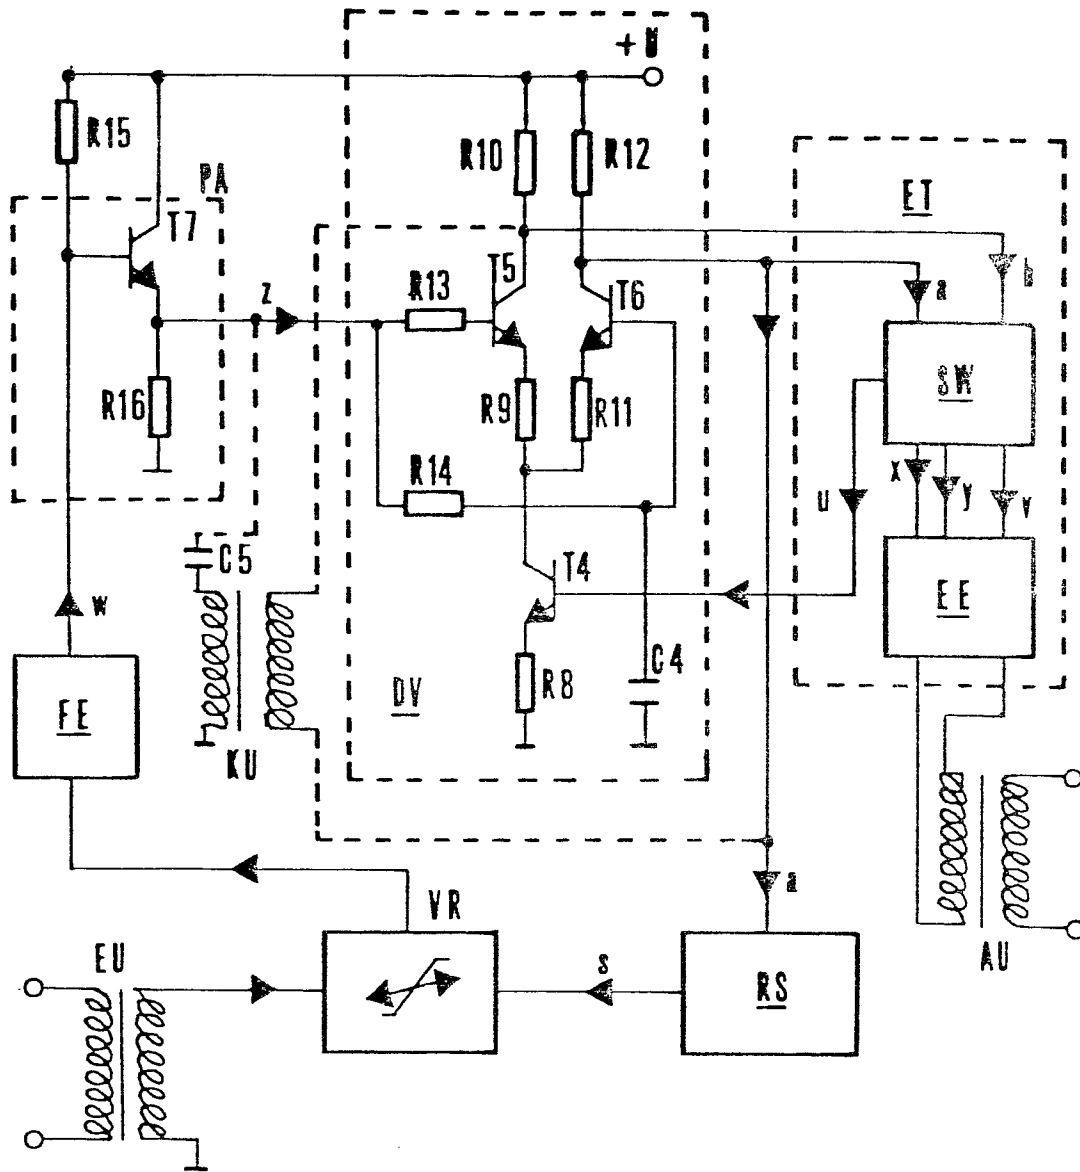 + U
R15
R10
R12
PA
ET
T7
T5
b
R13
T6
z
a
SW
R16
R9
R11
R14
x
y
v
u
C5
T4
w
EE
C4
R8
DV
FE
KU
a
VR
EU
s
AU
RS